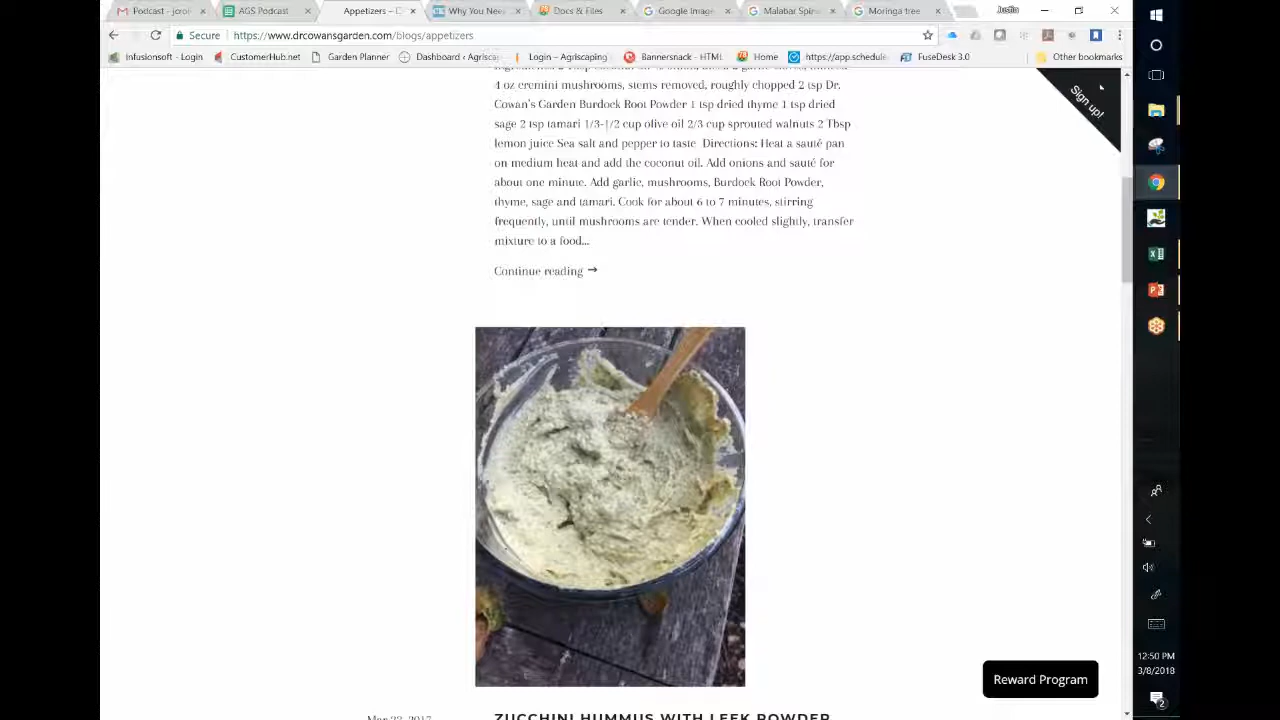 Podcast - joroi
AGS Podcast
Appetizers – D
Why You Nee
Docs & Files
Google Image
Malabar Spina
Moringa tree
Justin
Secure
https://www.drcowansgarden.com/blogs/appetizers
Infusionsoft - Login
CustomerHub.net
Garden Planner
Dashboard ‹ Agrisca
Login – Agriscaping
Bannersnack - HTML
Home
https://app.schedule
FuseDesk 3.0
Other bookmarks
4 oz cremini mushrooms, stems removed, roughly chopped 2 tsp Dr.
Cowan's Garden Burdock Root Powder 1 tsp dried thyme 1 tsp dried
sage 2 tsp tamari 1/3-1/2 cup olive oil 2/3 cup sprouted walnuts 2 Tbsp
lemon juice Sea salt and pepper to taste Directions: Heat a sauté pan
on medium heat and add the coconut oil. Add onions and sauté for
about one minute. Add garlic, mushrooms, Burdock Root Powder,
thyme, sage and tamari. Cook for about 6 to 7 minutes, stirring
frequently, until mushrooms are tender. When cooled slightly, transfer
mixture to a food...
Continue reading →
Sign up!
Reward Program
ZUCCHINI HUMMUS WITH LEEK POWDER
12:50 PM
3/8/2018
2